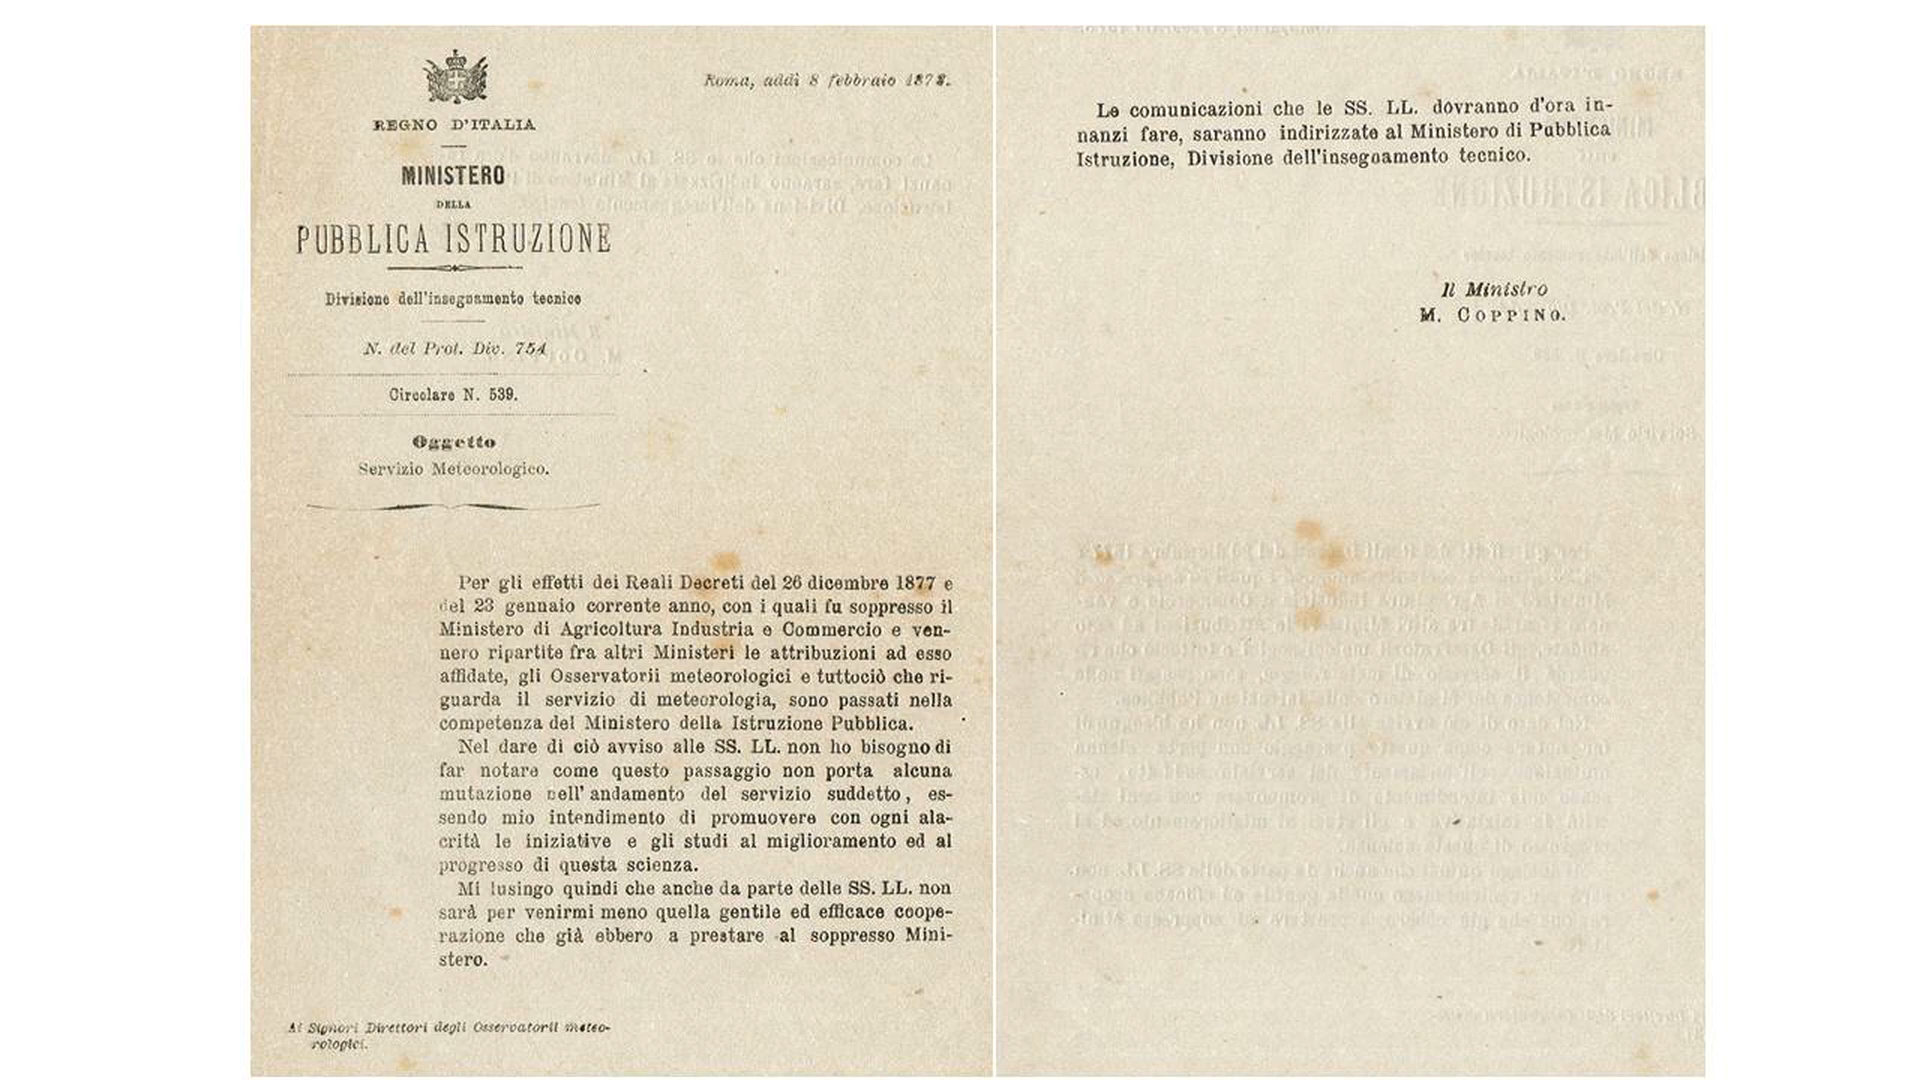 Roma, addì 8 febbraio 1878.
REGNO D'ITALIA
MINISTERO
DELLA
PUBBLICA ISTRUZIONE
Divisione dell'insegnamento tecnico
N. del Prot. Div. 754
Circolare N. 539.
Oggetto
Servizio Meteorologico.
Per gli effetti dei Reali Decreti del 26 dicembre 1877 e
del 23 gennaio corrente anno, con i quali fu soppresso il
Ministero di Agricoltura Industria e Commercio e ven-
nero ripartite fra altri Ministeri le attribuzioni ad esso
affidate, gli Osservatorii meteorologici e tuttociò che ri-
guarda il servizio di meteorologia, sono passati nella
competenza del Ministero della Istruzione Pubblica.
Nel dare di ciò avviso alle SS. LL. non ho bisogno di
far notare come questo passaggio non porta alcuna
mutazione nell' andamento del servizio suddetto, es-
sendo mio intendimento di promuovere con ogni ala-
crità le iniziative e gli studi al miglioramento ed al
progresso di questa scienza.
Mi lusingo quindi che anche da parte delle SS. LL. non
sarà per venirmi meno quella gentile ed efficace coope-
razione che già ebbero a prestare al soppresso Mini-
stero.
Ai Signori Direttori degli Osservatorii meteo-
rologici.
Le comunicazioni che le SS. LL. dovranno d'ora in-
nanzi fare, saranno indirizzate al Ministero di Pubblica
Istruzione, Divisione dell'insegnamento tecnico.
Il Ministro
M. COPPINO.